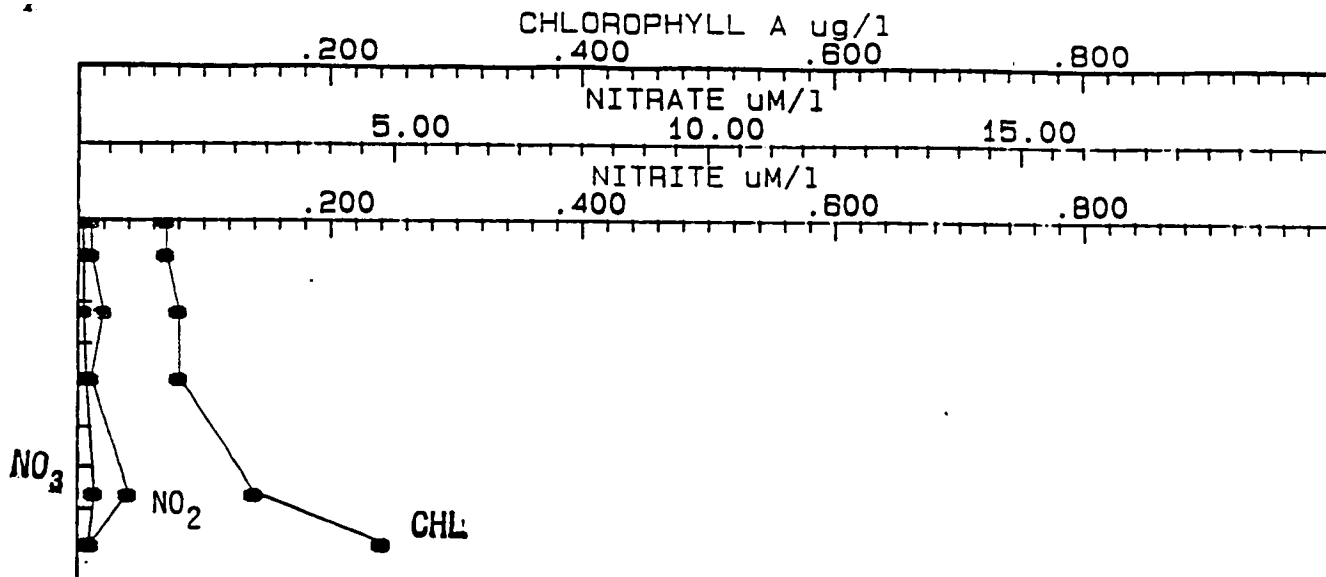 CHLOROPHYLL A ug/l
.200 .400 .600 .800
NITRATE uM/l
5.00 10.00 15.00
NITRITE uM/l
.200 .400 .600 .800
NO₃
NO₂
CHL